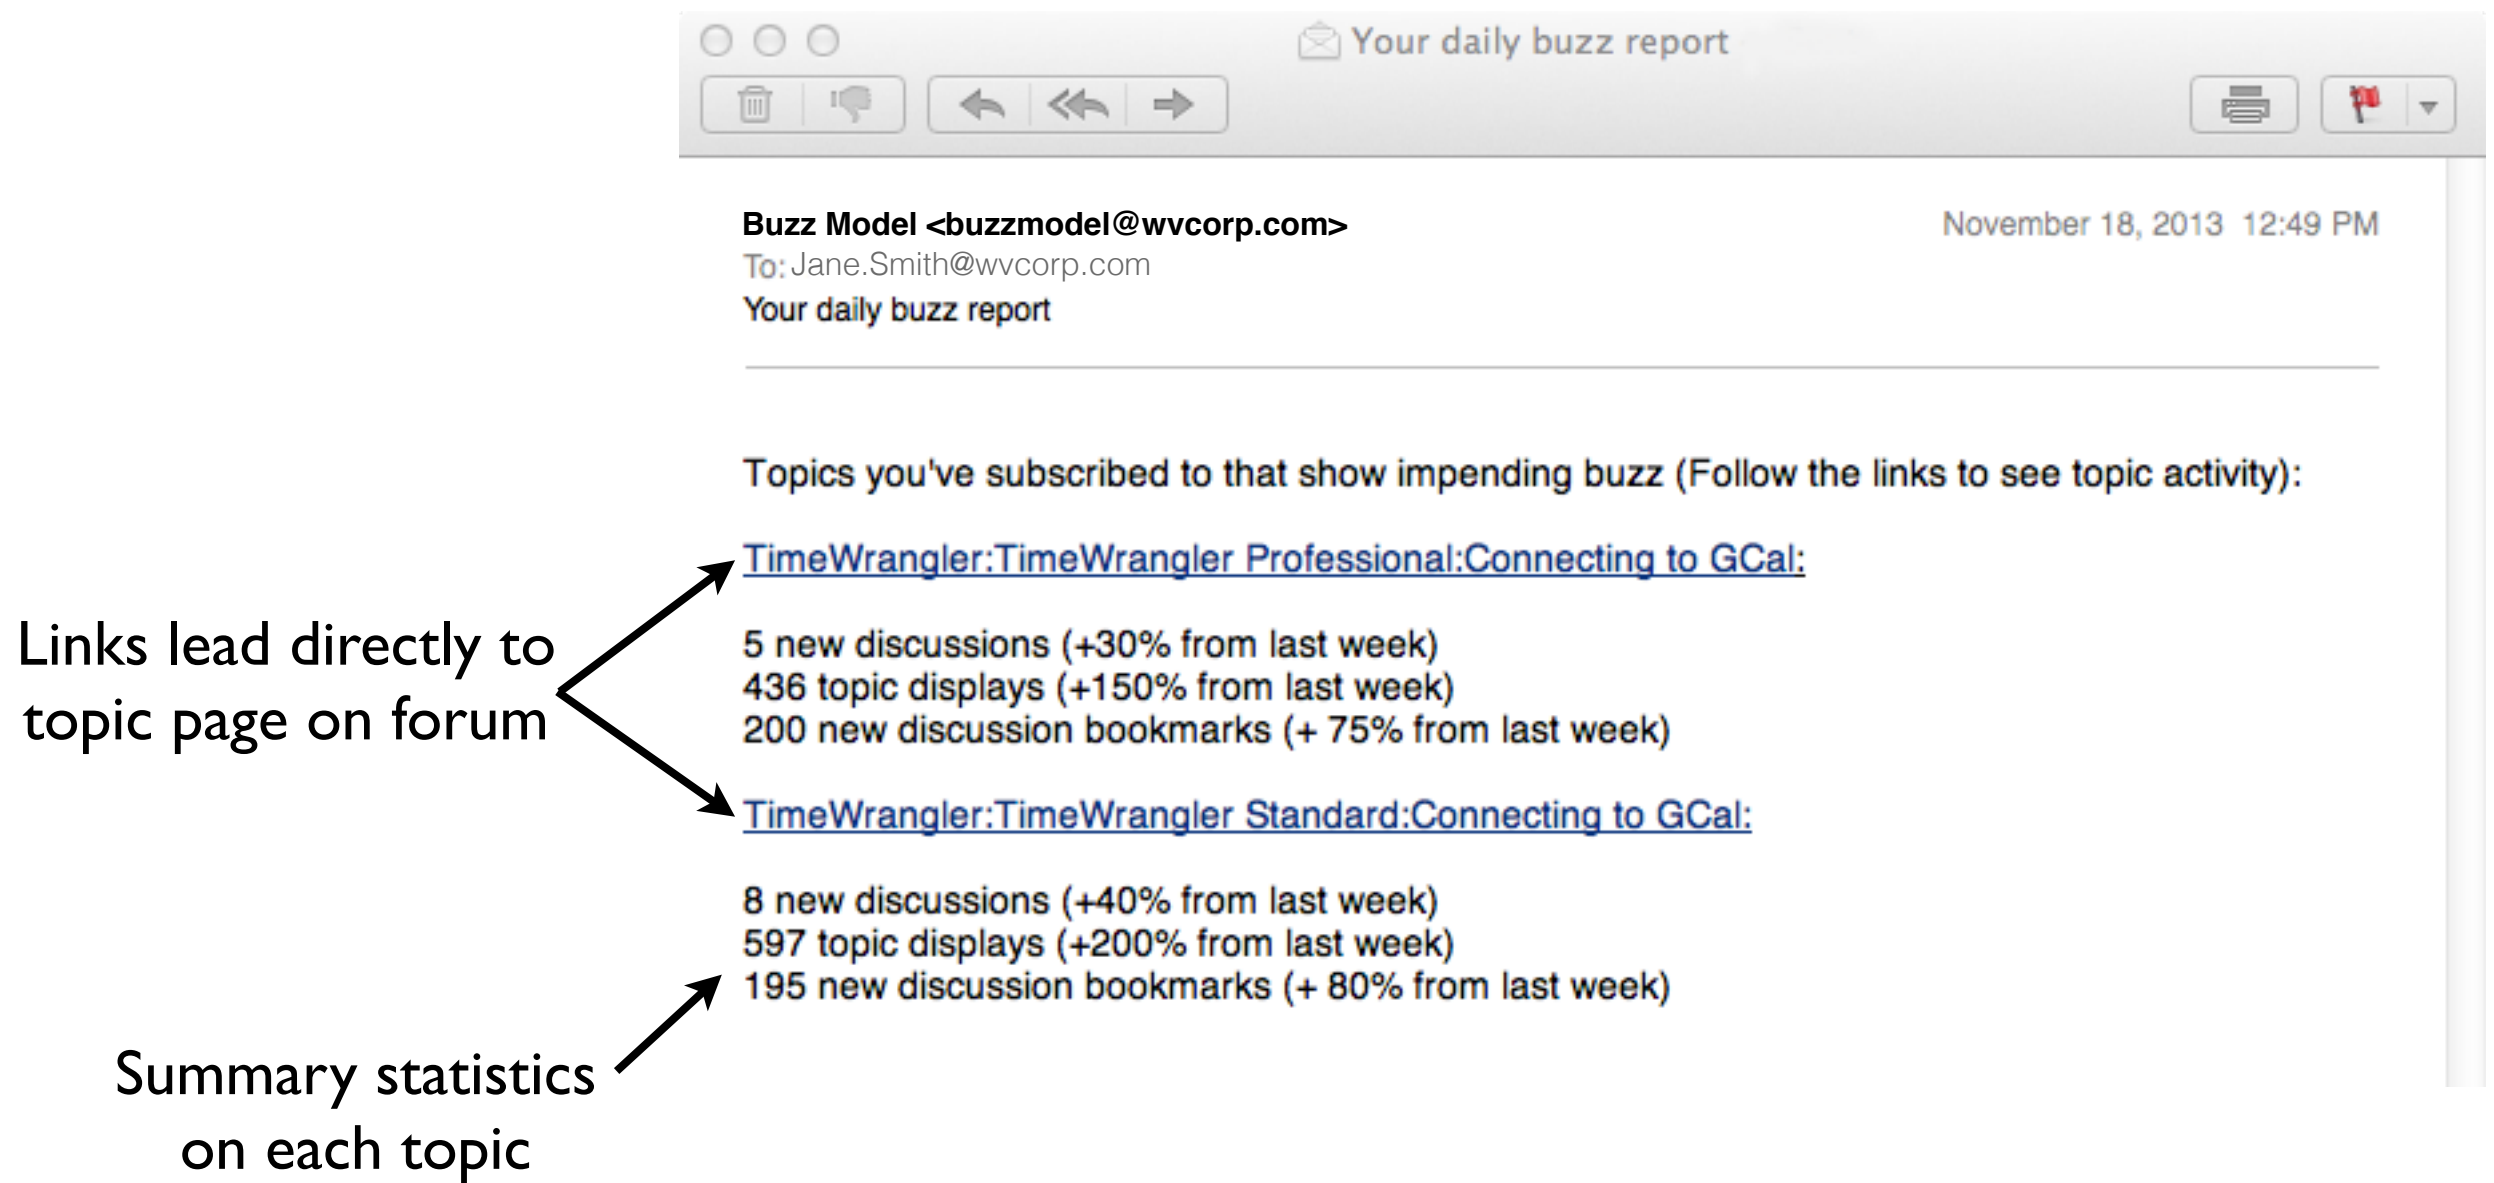 Your daily buzz report
Buzz Model <buzzmodel@wvcorp.com>
November 18, 2013 12:49 PM
To: Jane.Smith@wvcorp.com
Your daily buzz report
Topics you've subscribed to that show impending buzz (Follow the links to see topic activity):
TimeWrangler:TimeWrangler Professional:Connecting to GCal:
5 new discussions (+30% from last week)
436 topic displays (+150% from last week)
200 new discussion bookmarks (+ 75% from last week)
TimeWrangler:TimeWrangler Standard:Connecting to GCal:
8 new discussions (+40% from last week)
597 topic displays (+200% from last week)
195 new discussion bookmarks (+ 80% from last week)
Links lead directly to
topic page on forum
Summary statistics
on each topic